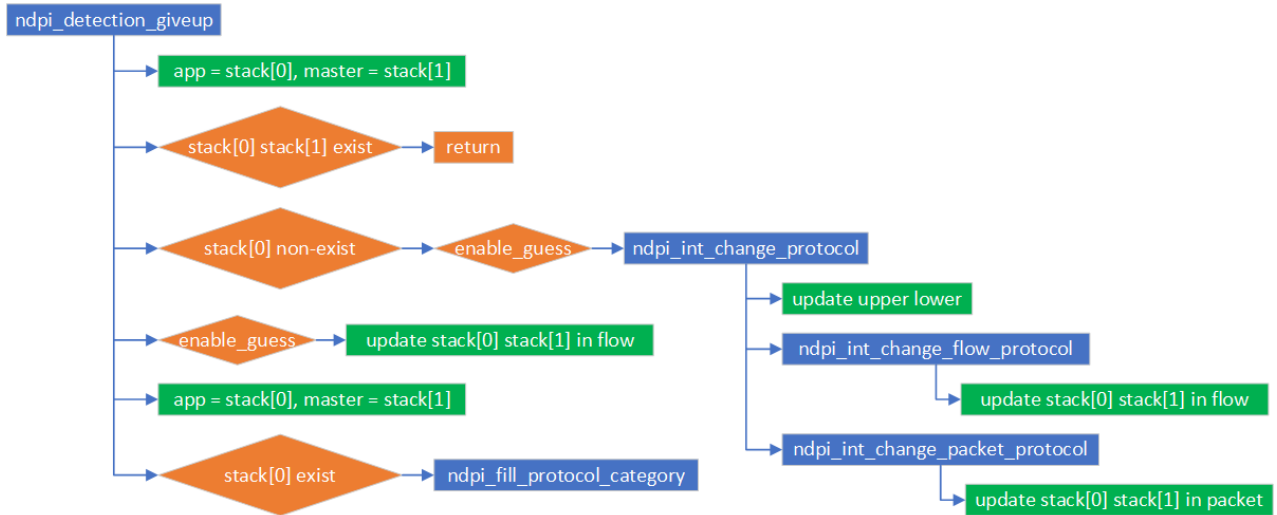 ndpi_detection_giveup
app = stack[0], master = stack[1]
stack[0] stack[1] exist
return
stack[0] non-exist
enable_guess
ndpi_int_change_protocol
update upper lower
enable_guess
update stack[0] stack[1] in flow
ndpi_int_change_flow_protocol
app = stack[0], master = stack[1]
update stack[0] stack[1] in flow
ndpi_int_change_packet_protocol
stack[0] exist
ndpi_fill_protocol_category
update stack[0] stack[1] in packet